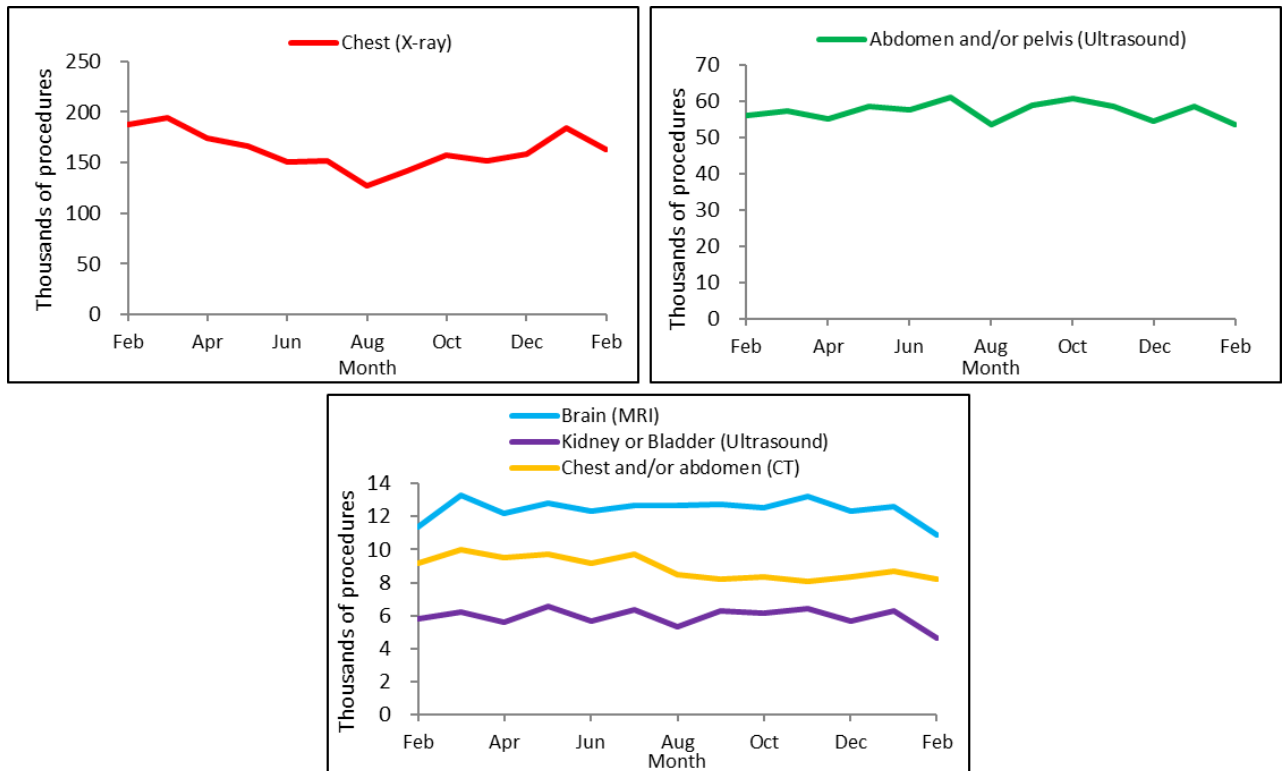 Chest (X-ray)
Thousands of procedures
250
200
150
100
50
0
Feb Apr Jun Aug Oct Dec Feb
Month
Abdomen and/or pelvis (Ultrasound)
Thousands of procedures
70
60
50
40
30
20
10
0
Feb Apr Jun Aug Oct Dec Feb
Month
Brain (MRI)
Kidney or Bladder (Ultrasound)
Chest and/or abdomen (CT)
Thousands of procedures
14
12
10
8
6
4
2
0
Feb Apr Jun Aug Oct Dec Feb
Month